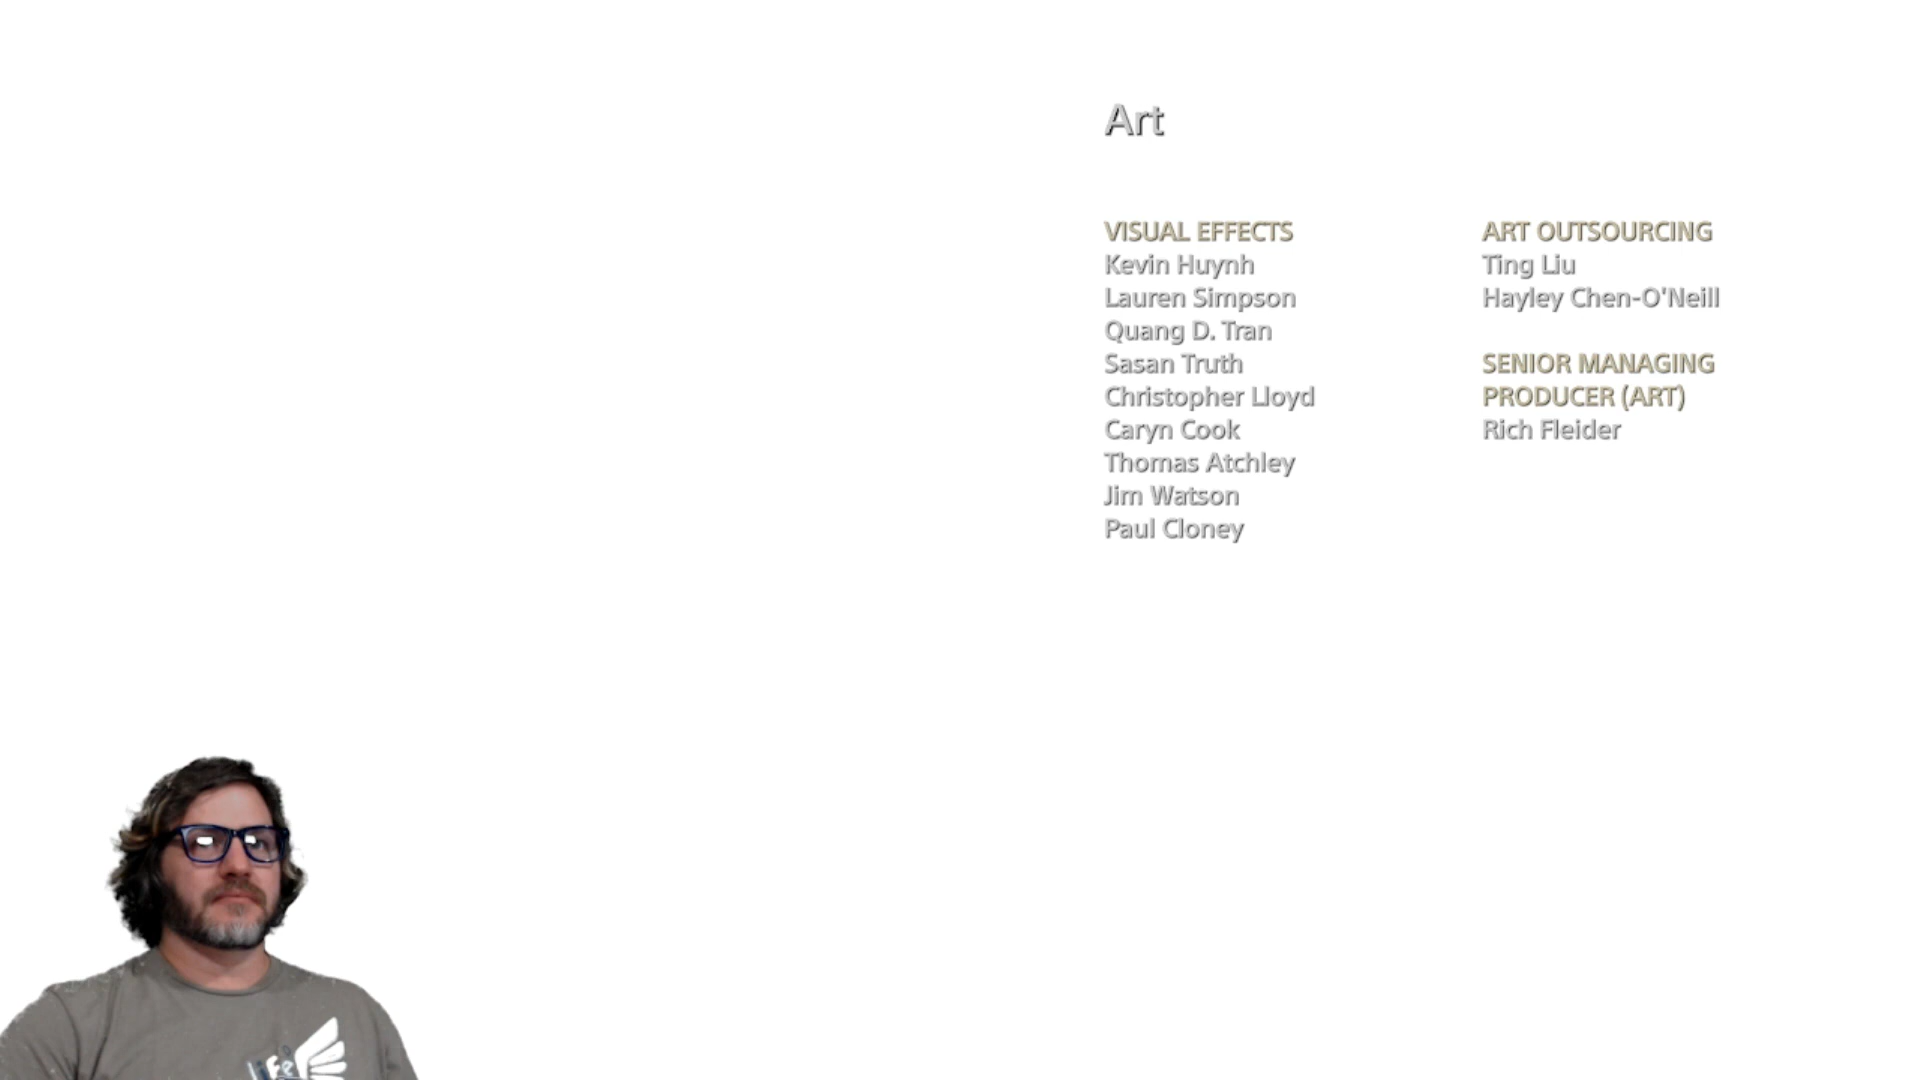 Art
VISUAL EFFECTS
Kevin Huynh
Lauren Simpson
Quang D. Tran
Sasan Truth
Christopher Lloyd
Caryn Cook
Thomas Atchley
Jim Watson
Paul Cloney
ART OUTSOURCING
Ting Liu
Hayley Chen-O'Neill
SENIOR MANAGING
PRODUCER (ART)
Rich Fleider